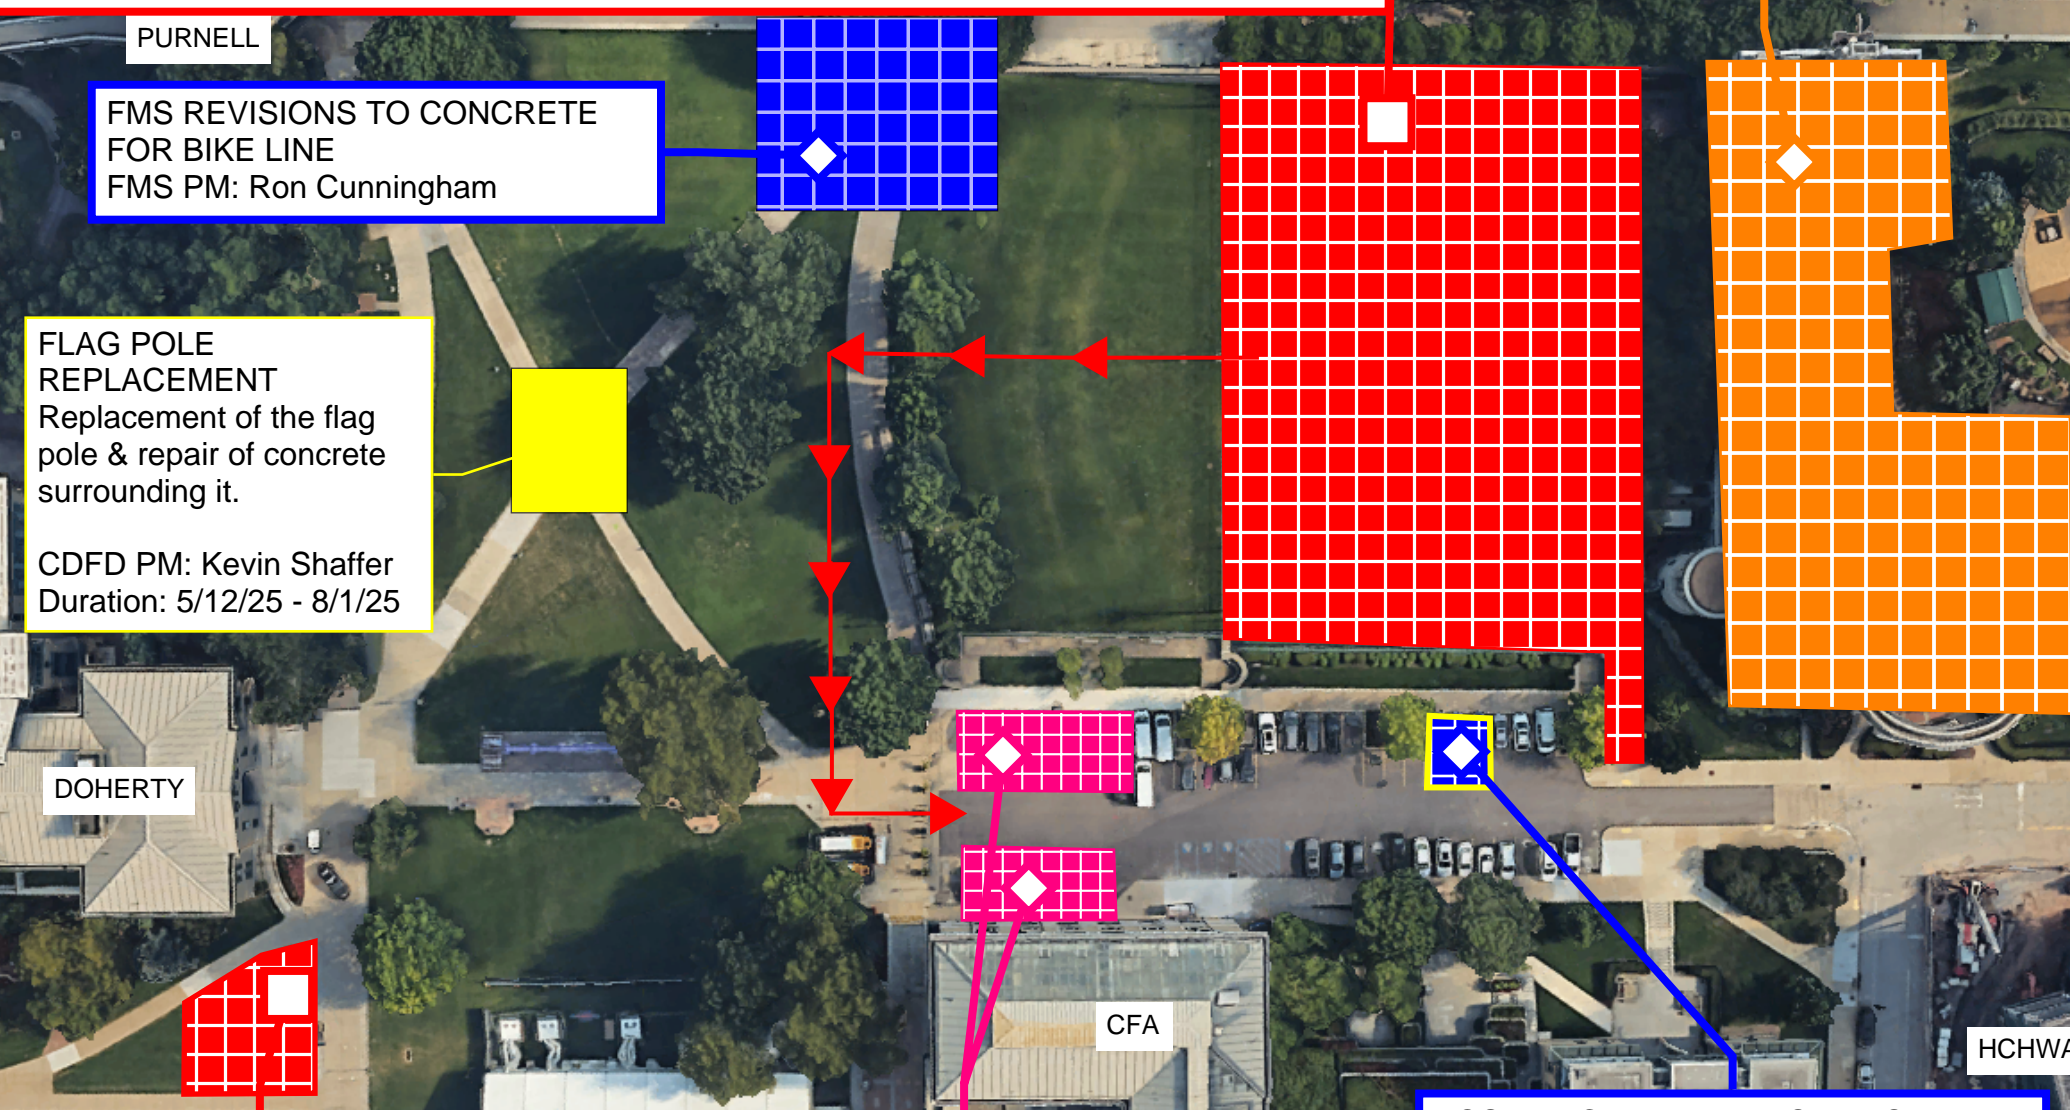 PURNELL
FMS REVISIONS TO CONCRETE
FOR BIKE LINE
FMS PM: Ron Cunningham
FLAG POLE
REPLACEMENT
Replacement of the flag
pole & repair of concrete
surrounding it.
CDFD PM: Kevin Shaffer
Duration: 5/12/25 - 8/1/25
DOHERTY
CFA
HCHWA